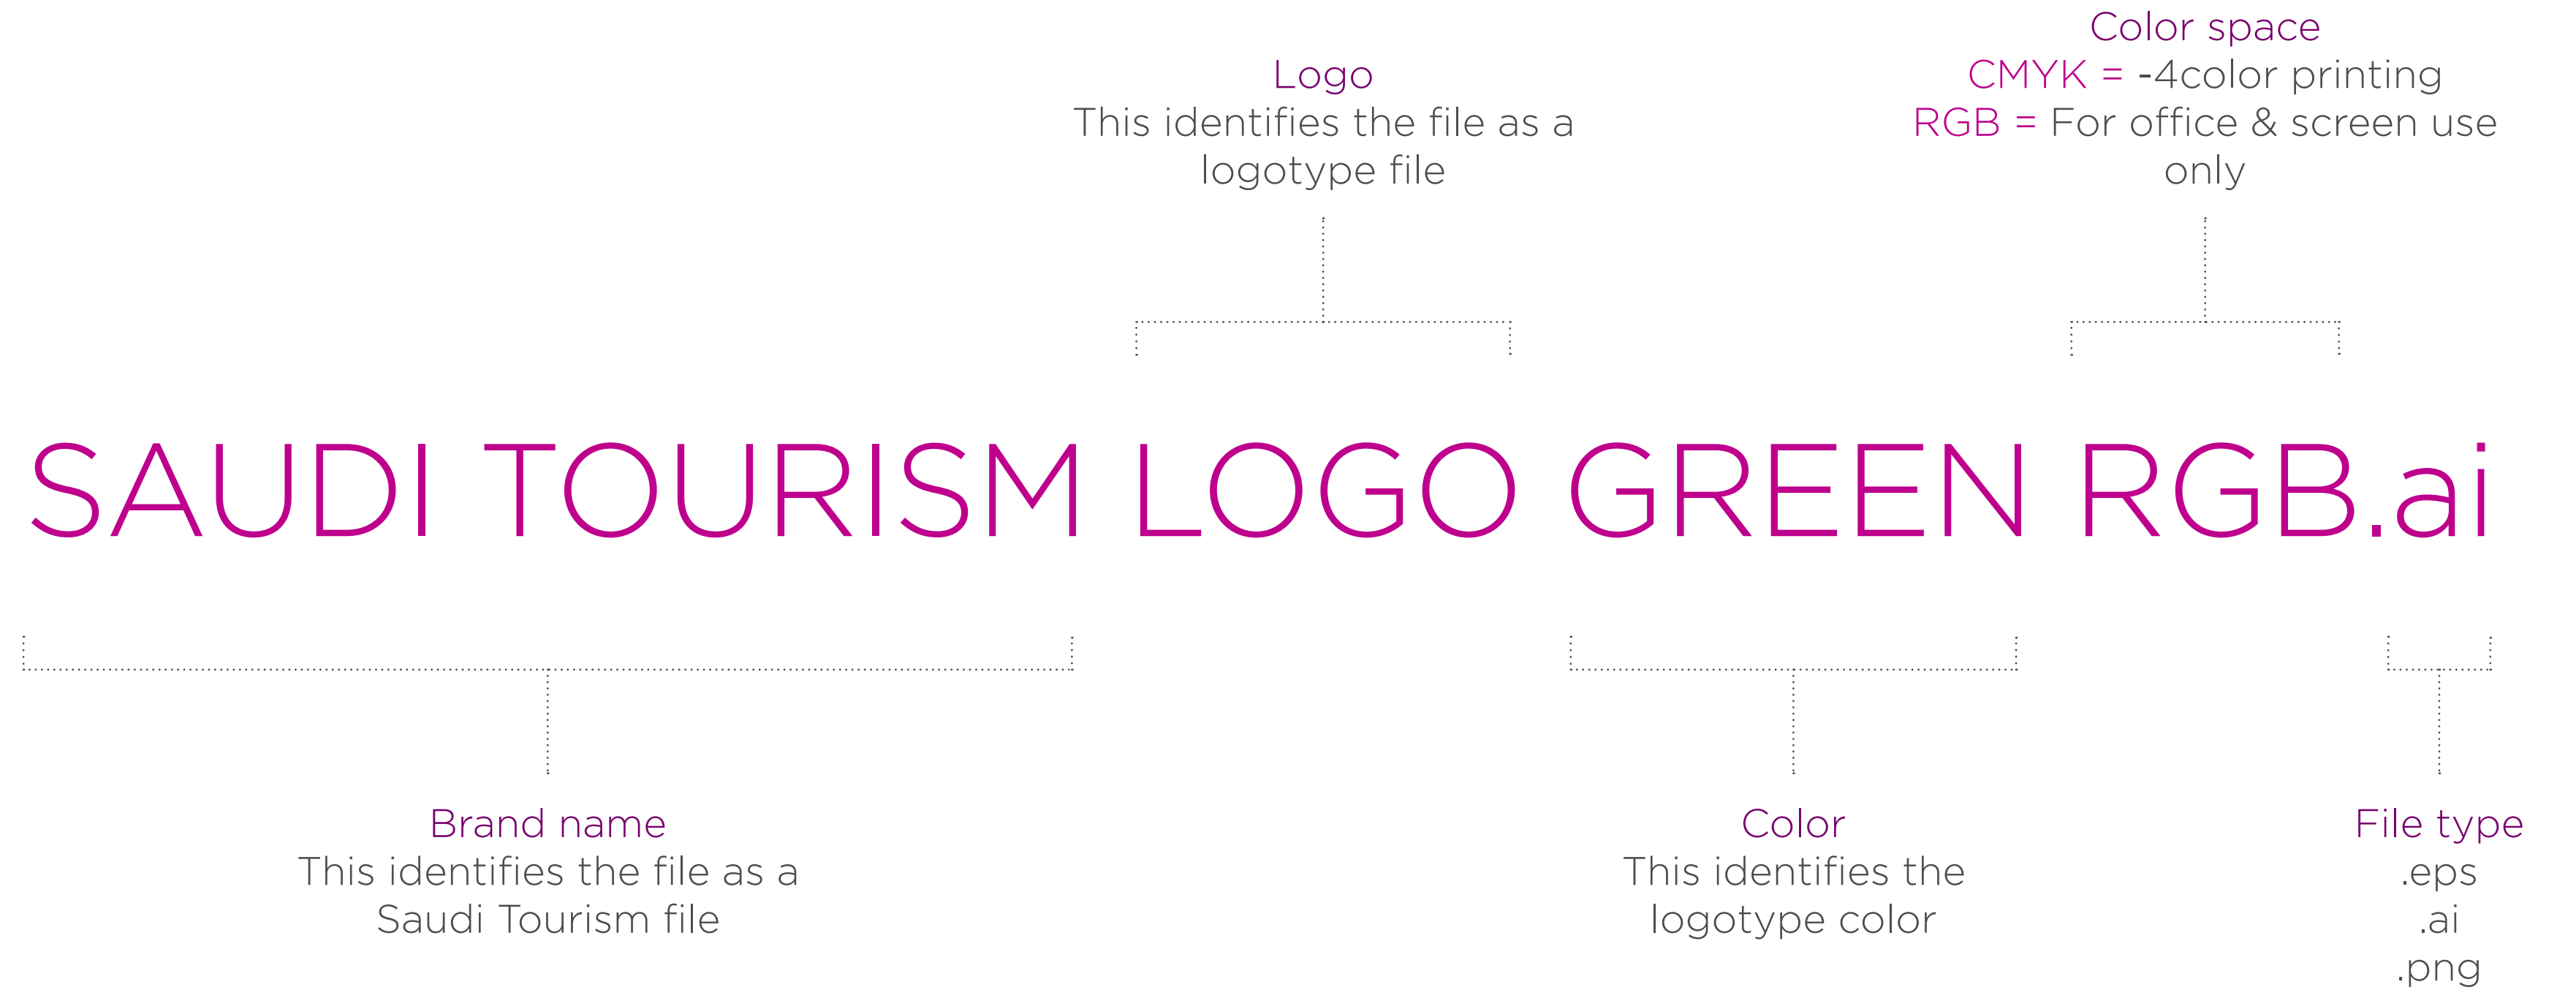 Color space
CMYK = -4color printing
RGB = For office & screen use
only
Logo
This identifies the file as a
logotype file
SAUDI TOURISM LOGO GREEN RGB.ai
Brand name
This identifies the file as a
Saudi Tourism file
Color
This identifies the
logotype color
File type
.eps
.ai
.png